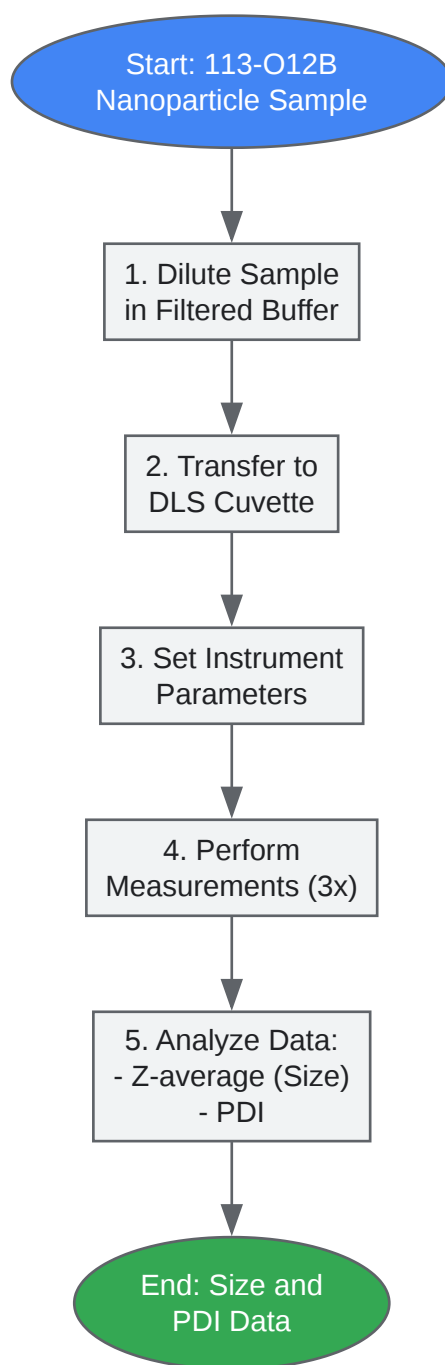 Start: 113-O12B
Nanoparticle Sample
1. Dilute Sample
in Filtered Buffer
2. Transfer to
DLS Cuvette
3. Set Instrument
Parameters
4. Perform
Measurements (3x)
5. Analyze Data:
- Z-average (Size)
- PDI
End: Size and
PDI Data